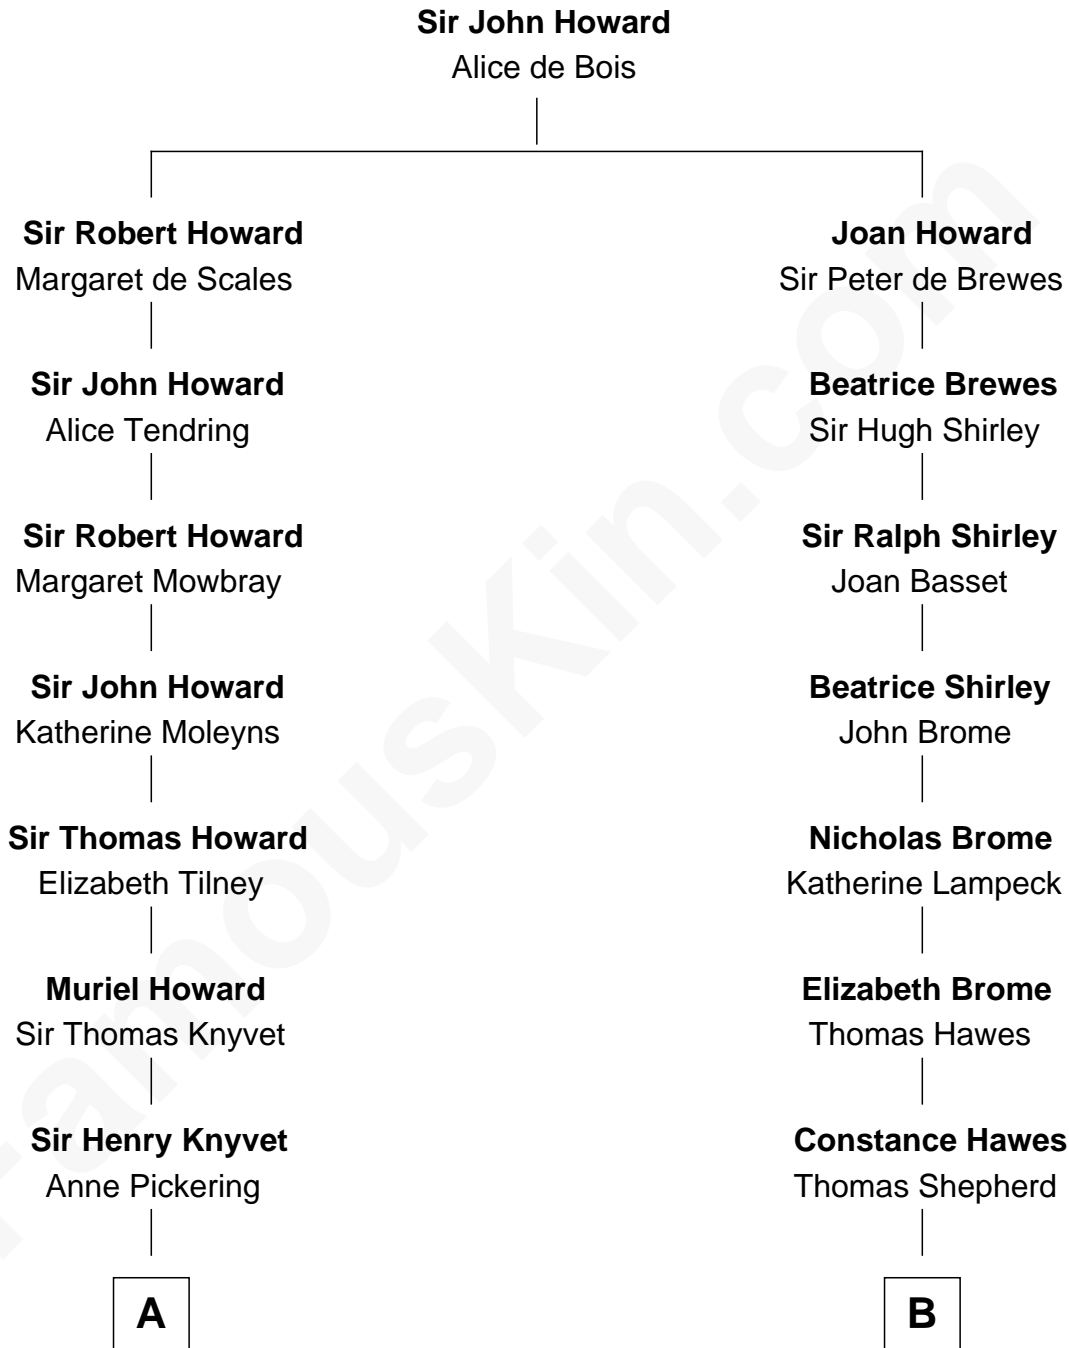 Sir John Howard
Alice de Bois
Sir Robert Howard
Margaret de Scales
Sir John Howard
Alice Tendring
Sir Robert Howard
Margaret Mowbray
Sir John Howard
Katherine Moleyns
Sir Thomas Howard
Elizabeth Tilney
Muriel Howard
Sir Thomas Knyvet
Sir Henry Knyvet
Anne Pickering
A
Joan Howard
Sir Peter de Brewes
Beatrice Brewes
Sir Hugh Shirley
Sir Ralph Shirley
Joan Basset
Beatrice Shirley
John Brome
Nicholas Brome
Katherine Lampeck
Elizabeth Brome
Thomas Hawes
Constance Hawes
Thomas Shepherd
B
FamousKin.com